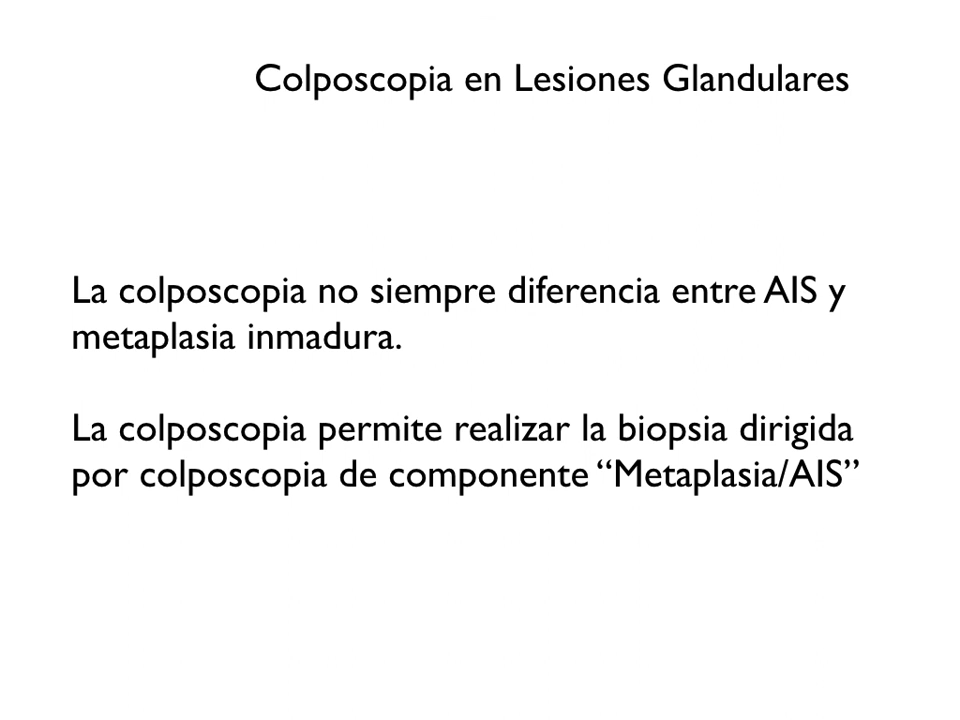 Colposcopia en Lesiones Glandulares
La colposcopia no siempre diferencia entre AIS y
metaplasia inmadura.
La colposcopia permite realizar la biopsia dirigida
por colposcopia de componente “Metaplasia/AIS”